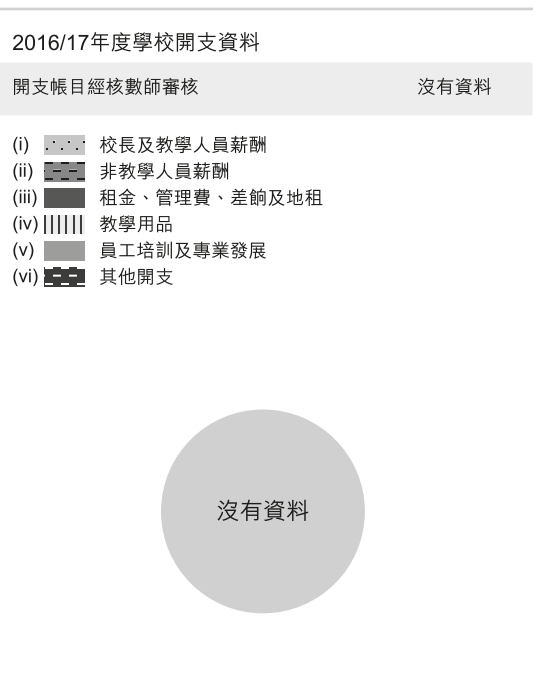 2016/17年度學校開支資料
開支帳目經核數師審核 沒有資料
(i) 校長及教學人員薪酬
(ii) 非教學人員薪酬
(iii) 租金、管理費、差餉及地租
(iv) 教學用品
(v) 員工培訓及專業發展
(vi) 其他開支
沒有資料